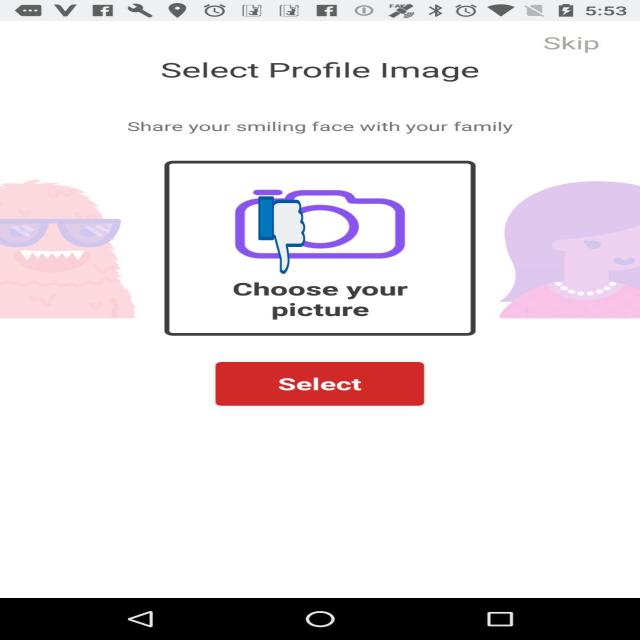 5:53
Skip
Select Profile Image
Share your smiling face with your family
Choose your
picture
Select